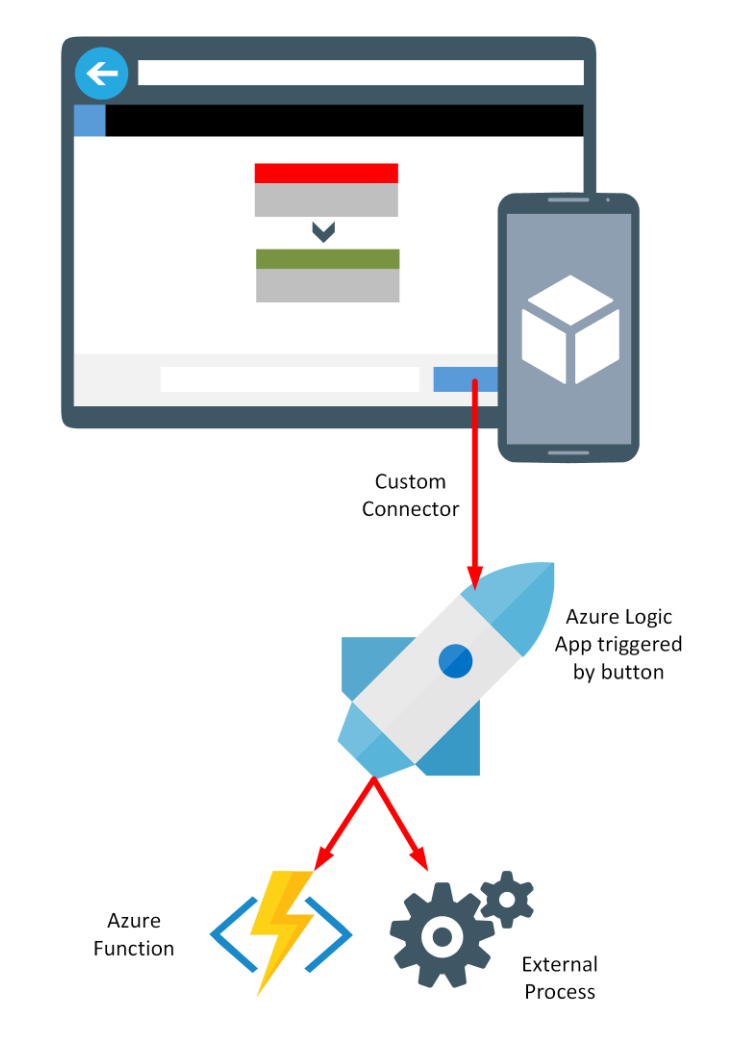 Custom
Connector
Azure Logic
App triggered
by button
Azure
Function
External
Process